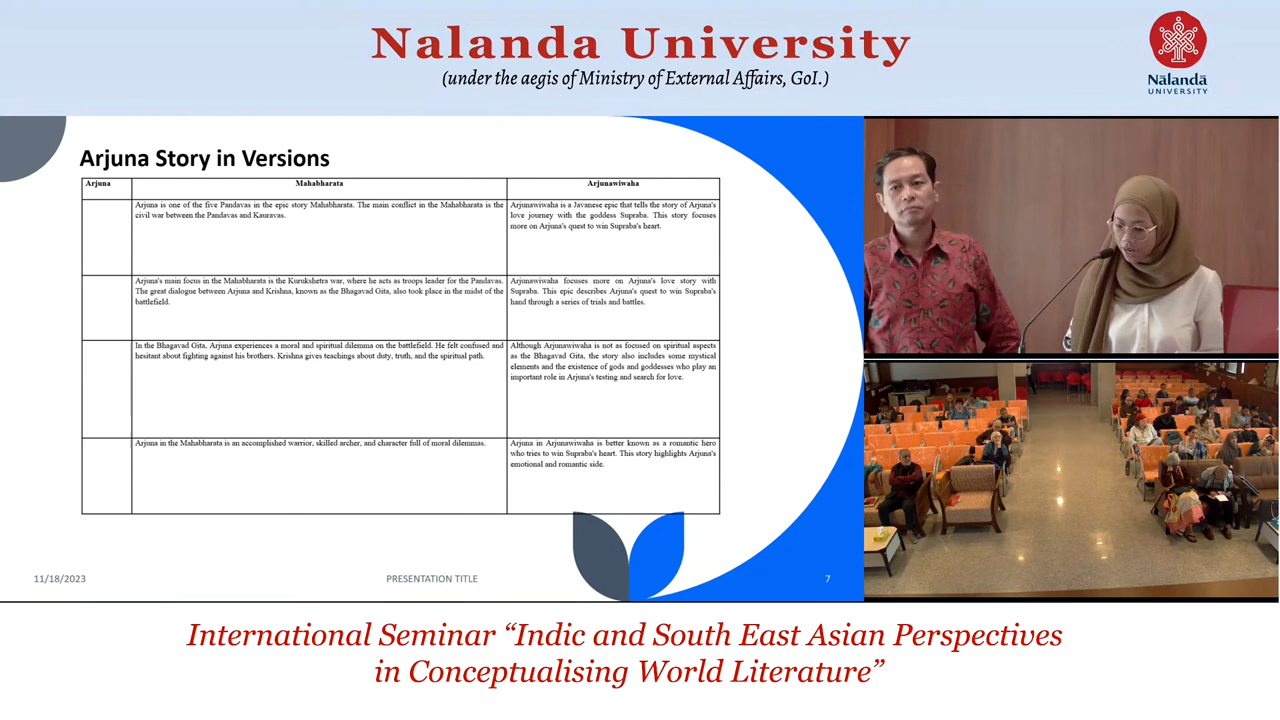 Nalanda University
(under the aegis of Ministry of External Affairs, GoI.)
Nālandā
UNIVERSITY
Arjuna Story in Versions
Arjuna
Mahabharata
Arjunawiwaha
Arjuna is one of the five Pandavas in the epic story Mahabharata. The main conflict in the Mahabharata is the
civil war between the Pandavas and Kauravas.
Arjunawiwaha is a Javanese epic that tells the story of Arjuna's
love journey with the goddess Supraba. This story focuses
more on Arjuna's quest to win Supraba's heart.
Arjuna's main focus in the Mahabharata is the Kurukshetra war, where he acts as troops leader for the Pandavas.
The great dialogue between Arjuna and Krishna, known as the Bhagavad Gita, also took place in the midst of the
battlefield.
Arjunawiwaha focuses more on Arjuna's love story with
Supraba. This epic describes Arjuna's quest to win Supraba's
hand through a series of trials and battles.
In the Bhagavad Gita, Arjuna experiences a moral and spiritual dilemma on the battlefield. He felt confused and
hesitant about fighting against his brothers. Krishna gives teachings about duty, truth, and the spiritual path.
Although Arjunawiwaha is not as focused on spiritual aspects
as the Bhagavad Gita, the story also includes some mystical
elements and the existence of gods and goddesses who play an
important role in Arjuna's testing and search for love.
Arjuna in the Mahabharata is an accomplished warrior, skilled archer, and character full of moral dilemmas.
Arjuna in Arjunawiwaha is better known as a romantic hero
who tries to win Supraba's heart. This story highlights Arjuna's
emotional and romantic side.
11/18/2023
PRESENTATION TITLE
7
International Seminar “Indic and South East Asian Perspectives
in Conceptualising World Literature”